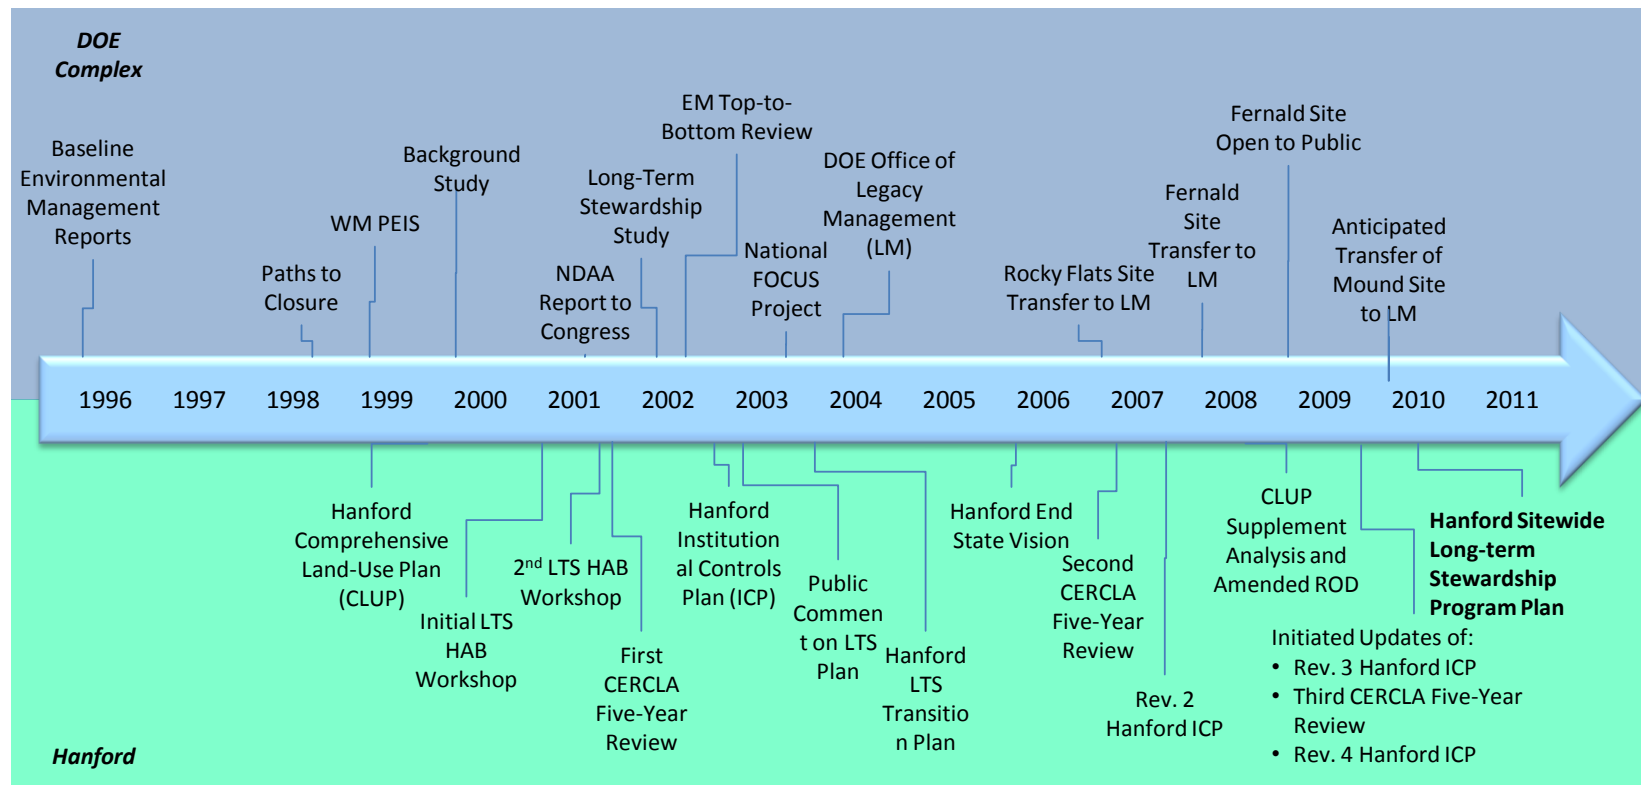 DOE
Complex
Baseline
Environmental
Management
Reports
Paths to
Closure
WM PEIS
Background
Study
NDAA
Report to
Congress
Long-Term
Stewardship
Study
EM Top-to-
Bottom Review
National
FOCUS
Project
DOE Office of
Legacy
Management
(LM)
Rocky Flats Site
Transfer to LM
Fernald
Site
Transfer to
LM
Fernald Site
Open to Public
Anticipated
Transfer of
Mound Site
to LM
1996 1997 1998 1999 2000 2001 2002 2003 2004 2005 2006 2007 2008 2009 2010 2011
Hanford
Comprehensive
Land-Use Plan
(CLUP)
Initial LTS
HAB
Workshop
2nd LTS HAB
Workshop
First
CERCLA
Five-Year
Review
Hanford
Institution
al Controls
Plan (ICP)
Public
Commen
t on LTS
Plan
Hanford
LTS
Transitio
n Plan
Hanford End
State Vision
Second
CERCLA
Five-Year
Review
Rev. 2
Hanford ICP
CLUP
Supplement
Analysis and
Amended ROD
Initiated Updates of:
• Rev. 3 Hanford ICP
• Third CERCLA Five-Year
Review
• Rev. 4 Hanford ICP
Hanford Sitewide
Long-term
Stewardship
Program Plan
Hanford